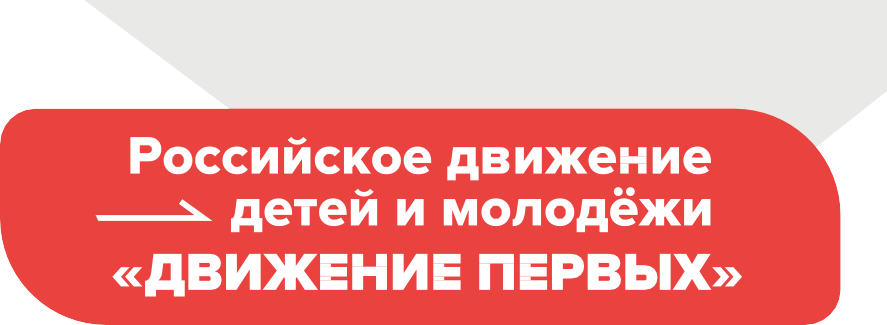 Российское движение
детей и молодёжи
«ДВИЖЕНИЕ ПЕРВЫХ»